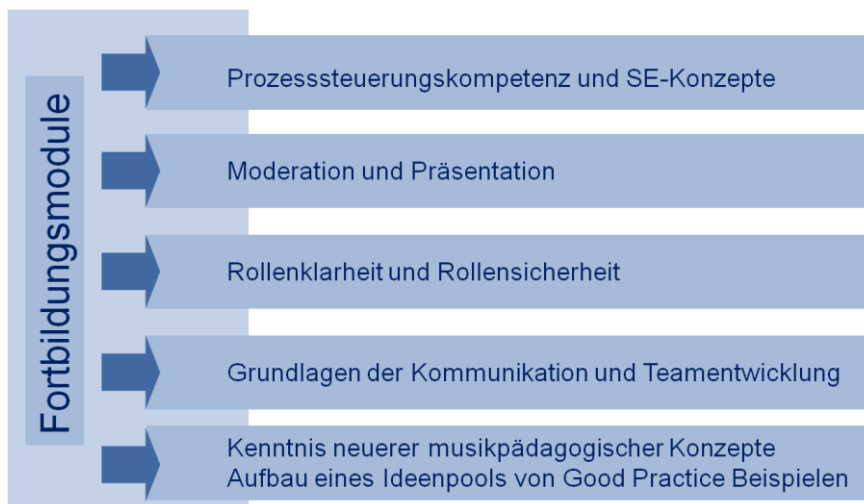 Fortbildungsmodule
Prozesssteuerungskompetenz und SE-Konzepte
Moderation und Präsentation
Rollenklarheit und Rollensicherheit
Grundlagen der Kommunikation und Teamentwicklung
Kenntnis neuerer musikpädagogischer Konzepte
Aufbau eines Ideenpools von Good Practice Beispielen